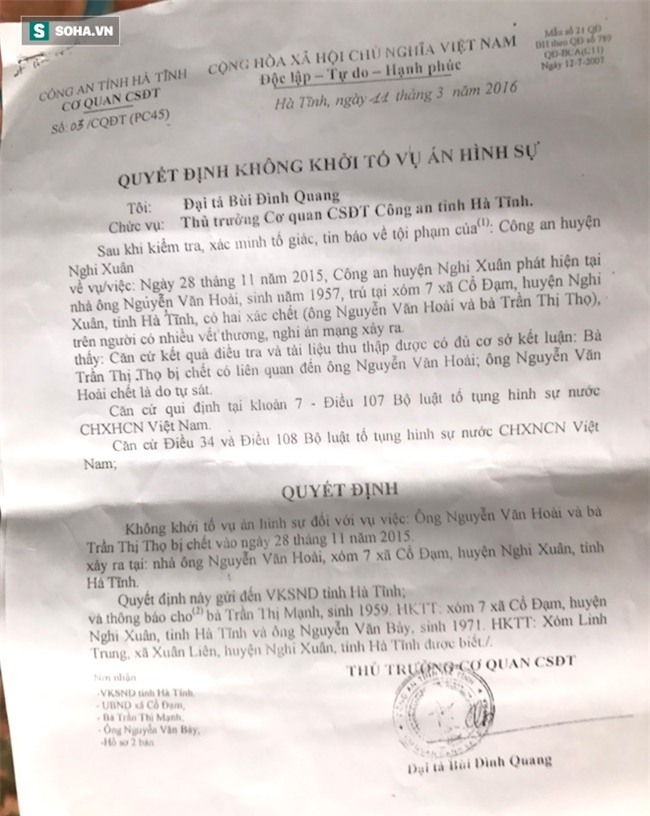 S SOHA.VN
CÔNG AN TỈNH HÀ TĨNH
CƠ QUAN CSĐT
Số: 03/CQĐT (PC45)
CỘNG HÒA XÃ HỘI CHỦ NGHĨA VIỆT NAM
Độc lập – Tự do – Hạnh phúc
Hà Tĩnh, ngày 11 tháng 3 năm 2016
Mẫu số 21 QĐ
BH theo QĐ số 789
QĐ-BCA(C11)
Ngày 12-7-2007
QUYẾT ĐỊNH KHÔNG KHỞI TỐ VỤ ÁN HÌNH SỰ
Tôi: Đại tá Bùi Đình Quang
Chức vụ: Thủ trưởng Cơ quan CSĐT Công an tỉnh Hà Tĩnh.
Sau khi kiểm tra, xác minh tố giác, tin báo về tội phạm của(1): Công an huyện
Nghi Xuân
về vụ/việc: Ngày 28 tháng 11 năm 2015, Công an huyện Nghi Xuân phát hiện tại
nhà ông Nguyễn Văn Hoài, sinh năm 1957, trú tại xóm 7 xã Cổ Đạm, huyện Nghi
Xuân, tỉnh Hà Tĩnh, có hai xác chết (ông Nguyễn Văn Hoài và bà Trần Thị Thọ),
trên người có nhiều vết thương, nghi án mạng xảy ra.
thấy: Căn cứ kết quả điều tra và tài liệu thu thập được có đủ cơ sở kết luận: Bà
Trần Thị Thọ bị chết có liên quan đến ông Nguyễn Văn Hoài; ông Nguyễn Văn
Hoài chết là do tự sát.
Căn cứ qui định tại khoản 7 - Điều 107 Bộ luật tố tụng hình sự nước
CHXHCN Việt Nam.
Căn cứ Điều 34 và Điều 108 Bộ luật tố tụng hình sự nước CHXNCN Việt
Nam;
QUYẾT ĐỊNH
Không khởi tố vụ án hình sự đối với vụ việc: Ông Nguyễn Văn Hoài và bà
Trần Thị Thọ bị chết vào ngày 28 tháng 11 năm 2015.
xảy ra tại: nhà ông Nguyễn Văn Hoài, xóm 7 xã Cổ Đạm, huyện Nghi Xuân, tỉnh
Hà Tĩnh.
Quyết định này gửi đến VKSND tỉnh Hà Tĩnh;
và thông báo cho(2) bà Trần Thị Mạnh, sinh 1959. HKTT: xóm 7 xã Cổ Đạm, huyện
Nghi Xuân, tỉnh Hà Tĩnh và ông Nguyễn Văn Bảy, sinh 1971. HKTT: Xóm Linh
Trung, xã Xuân Liên, huyện Nghi Xuân, tỉnh Hà Tĩnh được biết./.
THỦ TRƯỞNG CƠ QUAN CSĐT
Nơi nhận
-VKSND tỉnh Hà Tĩnh,
- UBND xã Cổ Đạm,
- Bà Trần Thị Mạnh,
- Ông Nguyễn Văn Bảy,
-Hồ sơ 2 bản
Đại tá Bùi Đình Quang